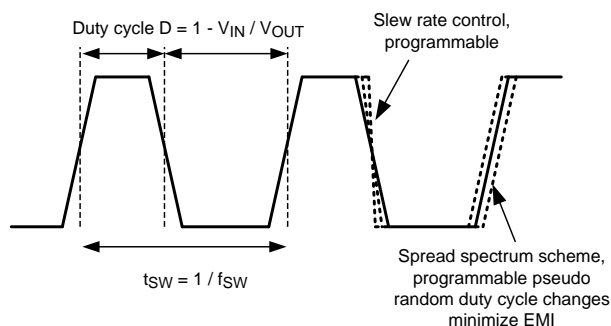 Duty cycle D = 1 - VIN / VOUT
Slew rate control,
programmable
tSW = 1 / fSW
Spread spectrum scheme,
programmable pseudo
random duty cycle changes
minimize EMI